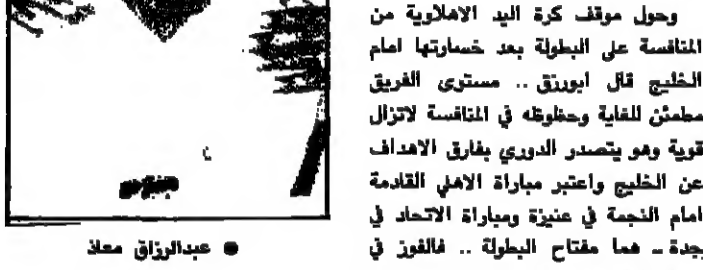 وحول موقف كرة اليد الاهلاوية من
المنافسة على البطولة بعد خسارتها امام
الخليج قال ابورزق .. مستوى الفريق
مطمئن للغاية وحظوظه في المنافسة لاتزال
قوية وهو يتصدر الدوري بفارق الاهداف
عن الخليج واعتبر مباراة الاهلي القادمة
امام النجمة في عنيزة ومباراة الاتحاد في
بجدة ــ هما مفتاح البطولة .. فالفوز في
● عبدالرزاق معاذ